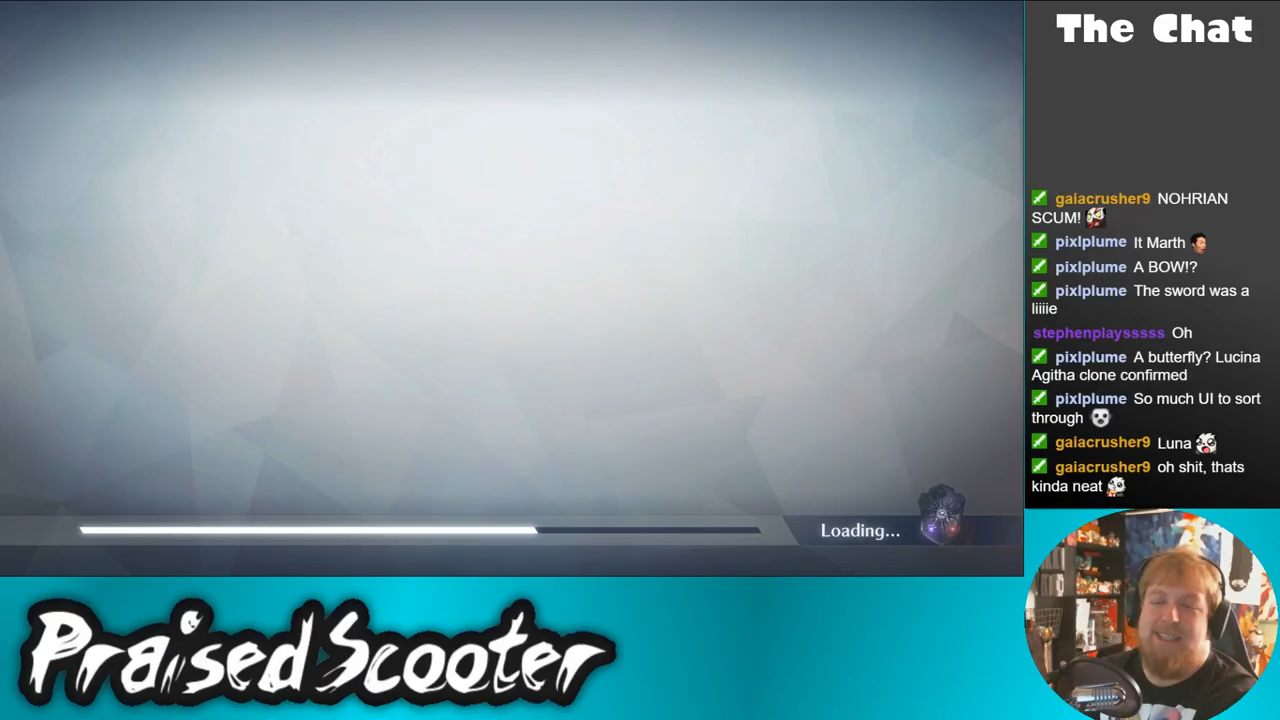 The Chat
gaiacrusher9 NOHRIAN
SCUM!
pixlplume It Marth
pixlplume A BOW!?
pixlplume The sword was a
liiiie
stephenplaysssss Oh
pixlplume A butterfly? Lucina
Agitha clone confirmed
pixlplume So much UI to sort
through
gaiacrusher9 Luna
gaiacrusher9 oh shit, thats
kinda neat
Loading...
PraisedScooter